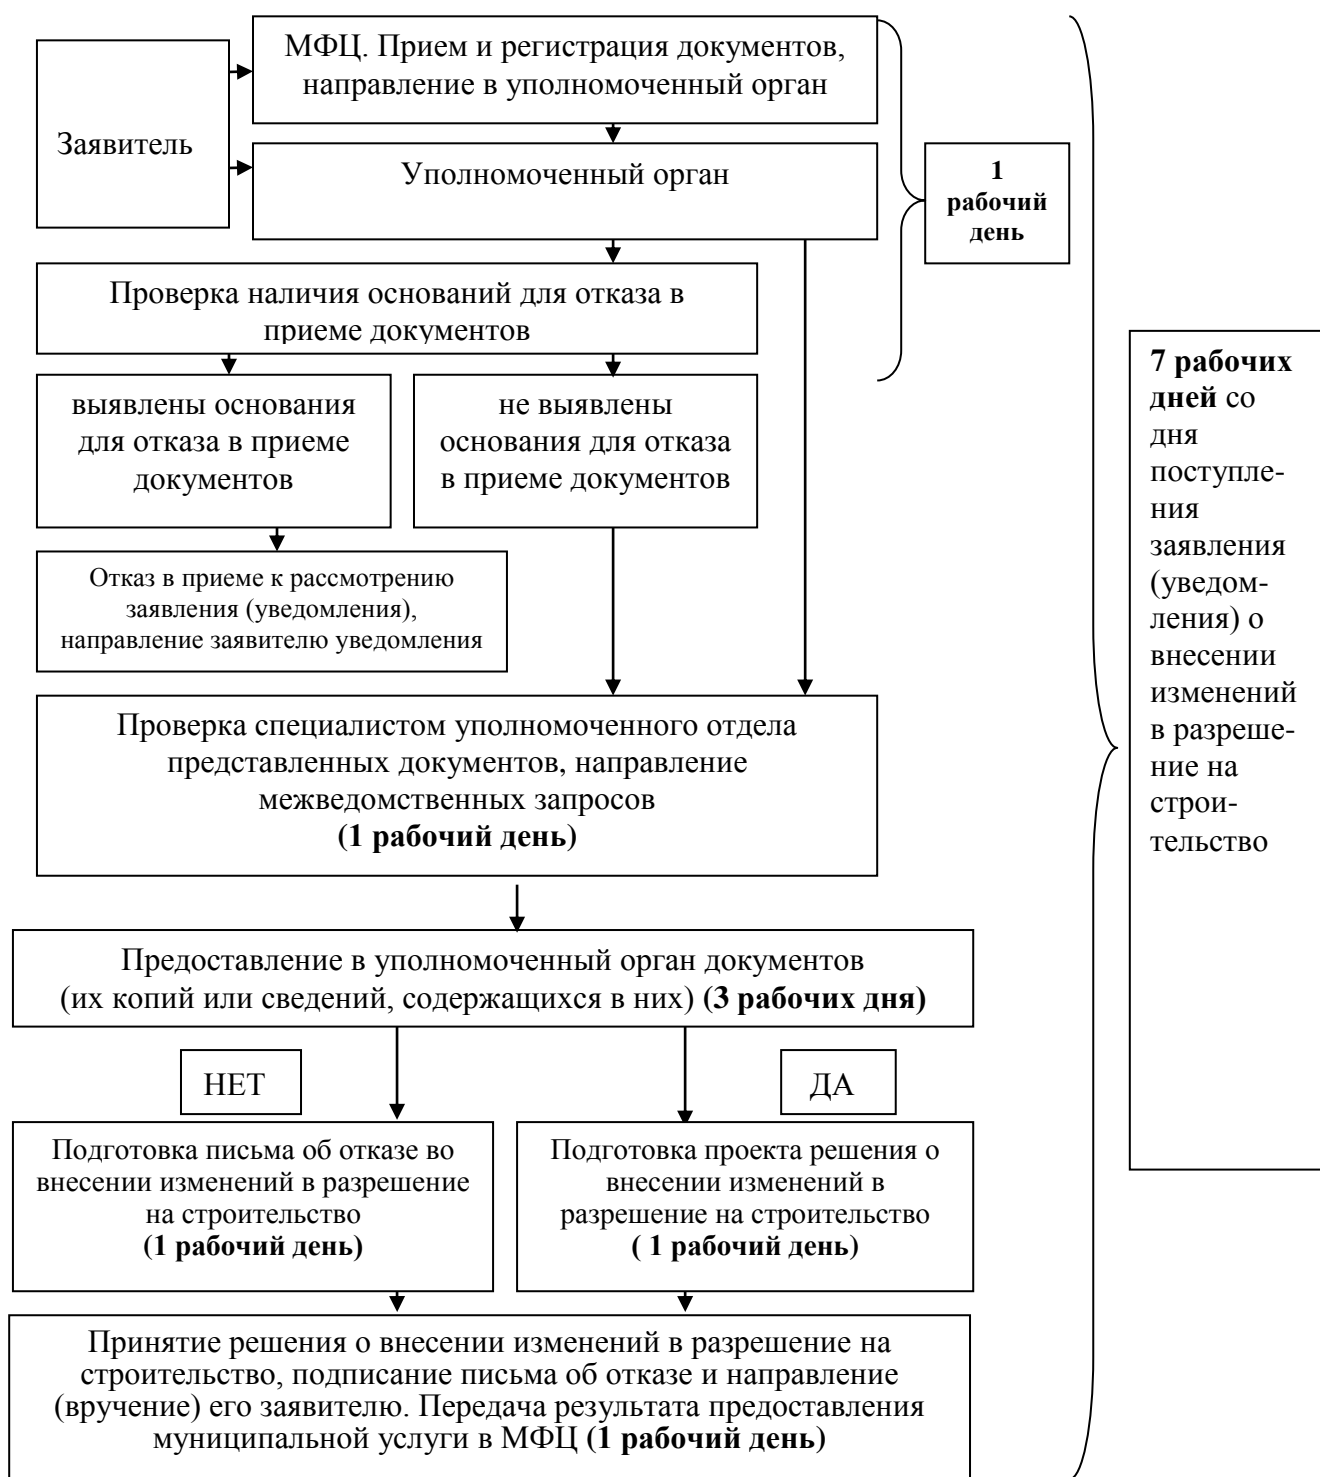 МФЦ. Прием и регистрация документов,
направление в уполномоченный орган
Заявитель
Уполномоченный орган
1
рабочий
день
Проверка наличия оснований для отказа в
приеме документов
выявлены основания
для отказа в приеме
документов
не выявлены
основания для отказа
в приеме документов
Отказ в приеме к рассмотрению
заявления (уведомления),
направление заявителю уведомления
7 рабочих
дней со
дня
поступле-
ния
заявления
(уведом-
ления) о
внесении
изменений
в разреше-
ние на
строи-
тельство
Проверка специалистом уполномоченного отдела
представленных документов, направление
межведомственных запросов
(1 рабочий день)
Предоставление в уполномоченный орган документов
(их копий или сведений, содержащихся в них) (3 рабочих дня)
НЕТ
ДА
Подготовка письма об отказе во
внесении изменений в разрешение
на строительство
(1 рабочий день)
Подготовка проекта решения о
внесении изменений в
разрешение на строительство
( 1 рабочий день)
Принятие решения о внесении изменений в разрешение на
строительство, подписание письма об отказе и направление
(вручение) его заявителю. Передача результата предоставления
муниципальной услуги в МФЦ (1 рабочий день)